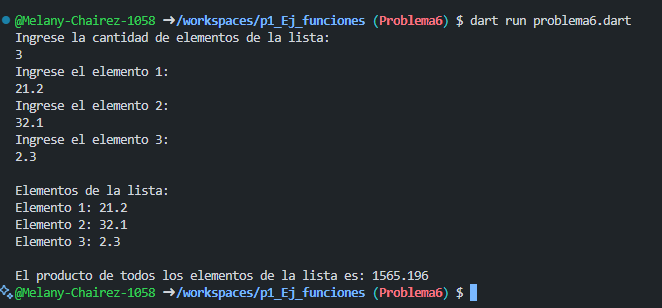 @Melany-Chairez-1058 ➜/workspaces/p1_Ej_funciones (Problema6) $ dart run problema6.dart
Ingrese la cantidad de elementos de la lista:
3
Ingrese el elemento 1:
21.2
Ingrese el elemento 2:
32.1
Ingrese el elemento 3:
2.3
Elementos de la lista:
Elemento 1: 21.2
Elemento 2: 32.1
Elemento 3: 2.3
El producto de todos los elementos de la lista es: 1565.196
@Melany-Chairez-1058 ➜/workspaces/p1_Ej_funciones (Problema6) $